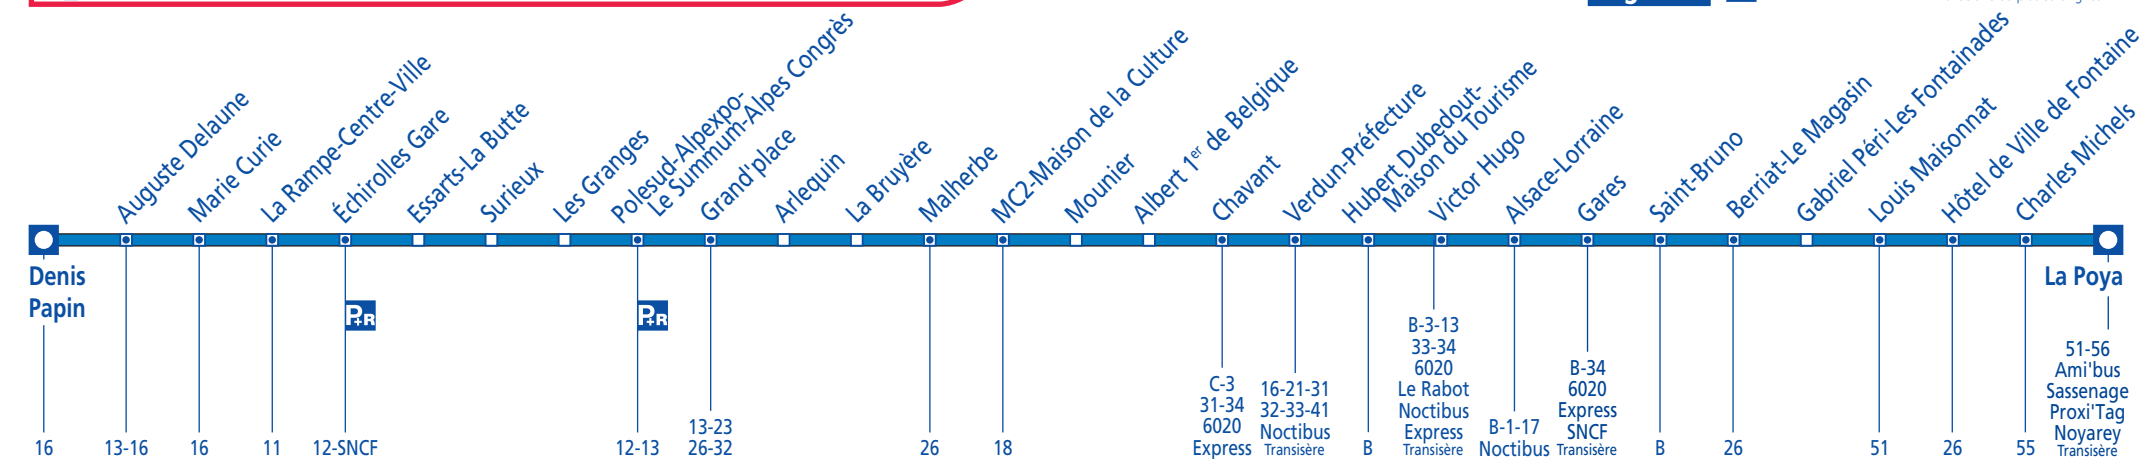 Auguste Delaune
Marie Curie
La Rampe-Centre-Ville
Échirolles Gare
Essarts-La Butte
Surieux
Les Granges
Polesud-Alpexpo-
Le Summum-Alpes Congrès
Grand'place
Arlequin
La Bruyère
Malherbe
MC2-Maison de la Culture
Mounier
Albert 1er de Belgique
Chavant
Verdun-Préfecture
Hubert Dubedout-
Maison du Tourisme
Victor Hugo
Alsace-Lorraine
Gares
Saint-Bruno
Berriat-Le Magasin
Gabriel Péri-Les Fontainades
Louis Maisonnat
Hôtel de Ville de Fontaine
Charles Michels
Denis
Papin
16
13-16
16
11
P+R
12-SNCF
P+R
12-13
13-23
26-32
26
18
C-3
31-34
6020
Express
16-21-31
32-33-41
Noctibus
Transisère
B
B-3-13
33-34
6020
Le Rabot
Noctibus
Express
Transisère
B-1-17
Noctibus
B-34
6020
Express
SNCF
Transisère
B
26
51
26
55
La Poya
51-56
Ami'bus
Sassenage
Proxi'Tag
Noyarey
Transisère